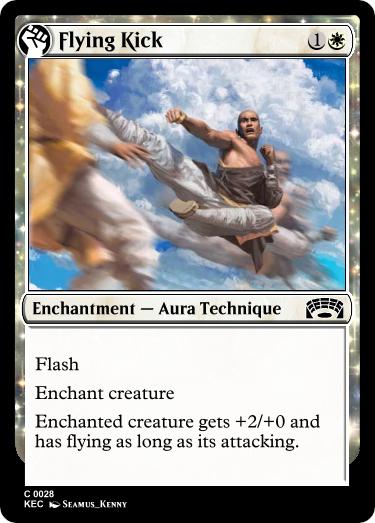 Flying Kick 1
Enchantment — Aura Technique
Flash
Enchant creature
Enchanted creature gets +2/+0 and
has flying as long as its attacking.
C 0028
KEC Seamus_Kenny